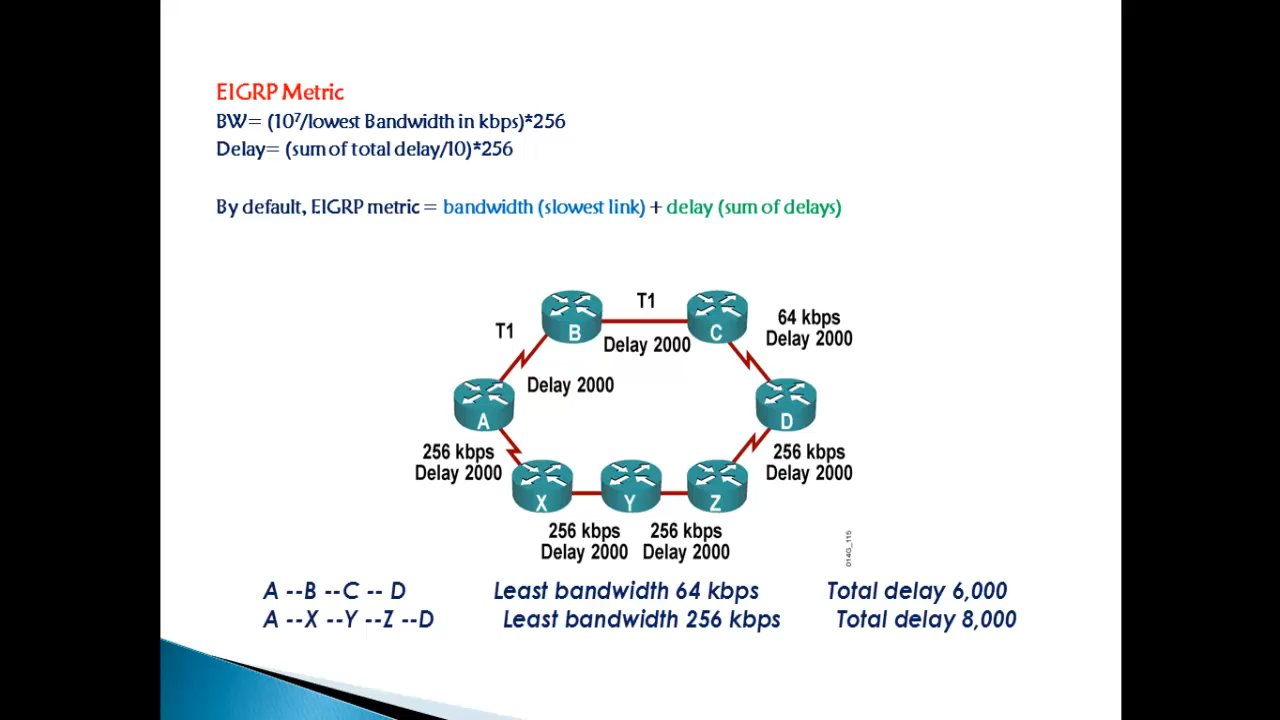 EIGRP Metric
BW= (10⁷/lowest Bandwidth in kbps)*256
Delay= (sum of total delay/10)*256
By default, EIGRP metric = bandwidth (slowest link) + delay (sum of delays)
T1
B
C
T1
Delay 2000
64 kbps
Delay 2000
Delay 2000
A
D
256 kbps
Delay 2000
256 kbps
Delay 2000
X
Y
Z
256 kbps
Delay 2000
256 kbps
Delay 2000
014G_115
A --B --C -- D Least bandwidth 64 kbps Total delay 6,000
A --X --Y --Z --D Least bandwidth 256 kbps Total delay 8,000